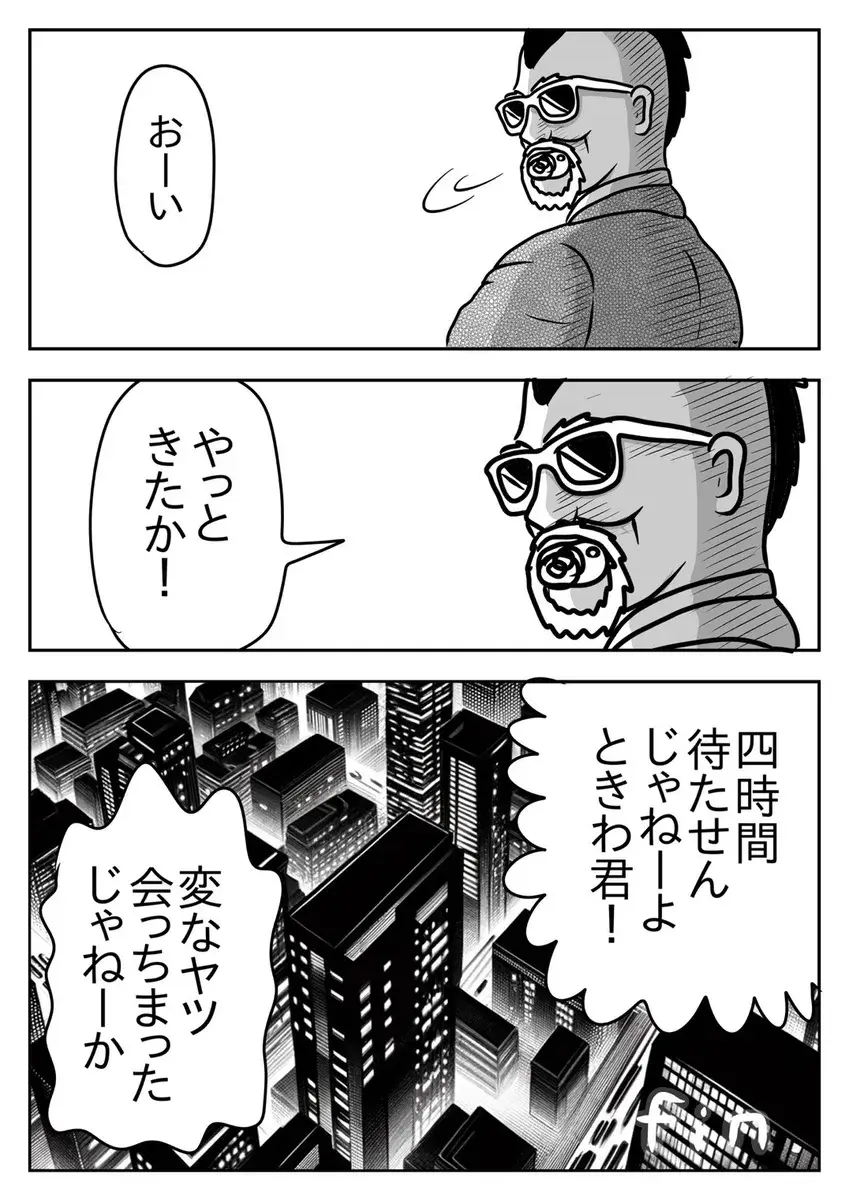 おーい
やっと
きたか！
四時間
待たせん
じゃねーよ
ときわ君！
変なヤツ
会っちまった
じゃねーか
fin